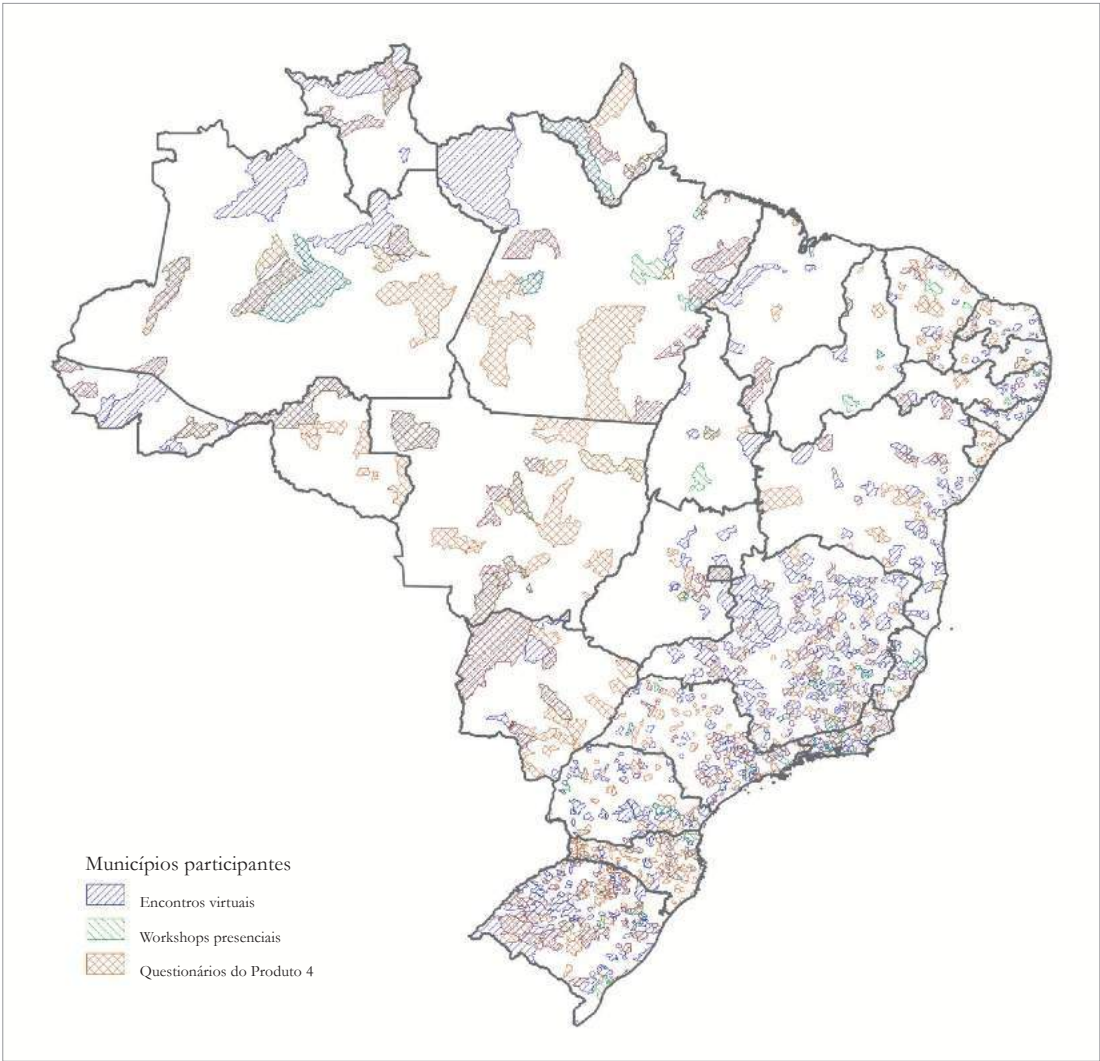 Municípios participantes
Encontros virtuais
Workshops presenciais
Questionários do Produto 4